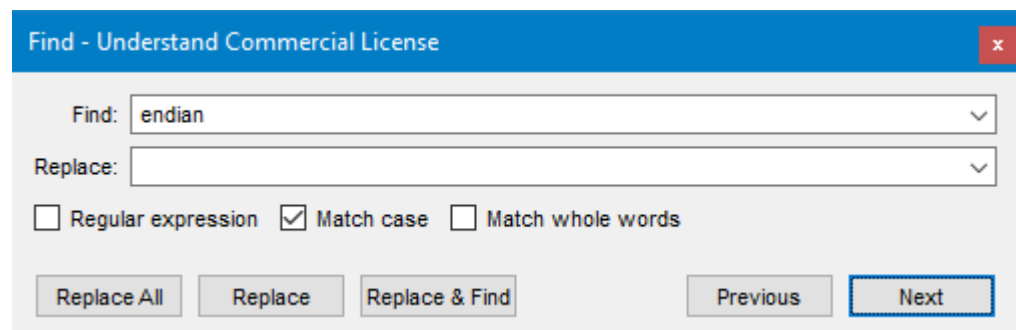 Find - Understand Commercial License
x
Find: endian
Replace:
Regular expression Match case Match whole words
Replace All Replace Replace & Find Previous Next